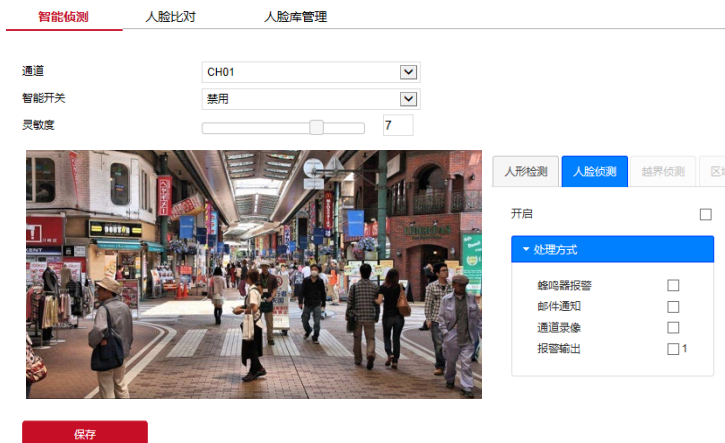 智能侦测 人脸比对 人脸库管理
通道 CH01
智能开关 禁用
灵敏度 7
人形检测 人脸侦测 越界侦测
开启
处理方式
蜂鸣器报警
邮件通知
通道录像
报警输出 1
保存